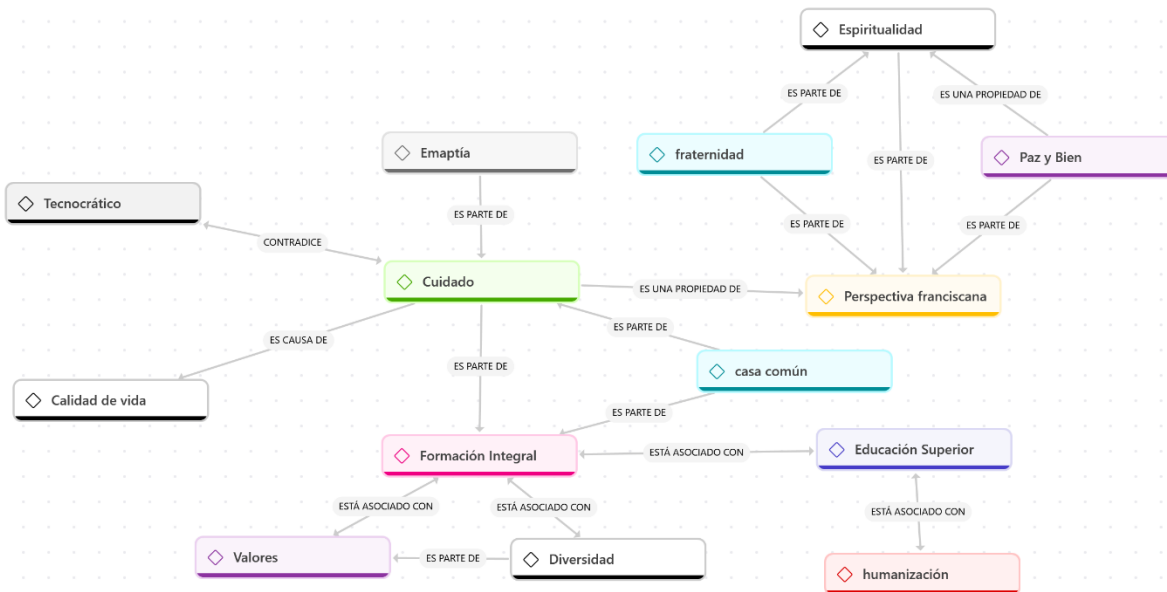 Espiritualidad
ES PARTE DE
ES UNA PROPIEDAD DE
Emaptía
fraternidad
ES PARTE DE
Paz y Bien
Tecnocrático
ES PARTE DE
ES PARTE DE
ES PARTE DE
CONTRADICE
Cuidado
ES UNA PROPIEDAD DE
Perspectiva franciscana
ES PARTE DE
ES CAUSA DE
ES PARTE DE
casa común
Calidad de vida
ES PARTE DE
Formación Integral
ESTÁ ASOCIADO CON
Educación Superior
ESTÁ ASOCIADO CON
ESTÁ ASOCIADO CON
ESTÁ ASOCIADO CON
Valores
ES PARTE DE
Diversidad
humanización